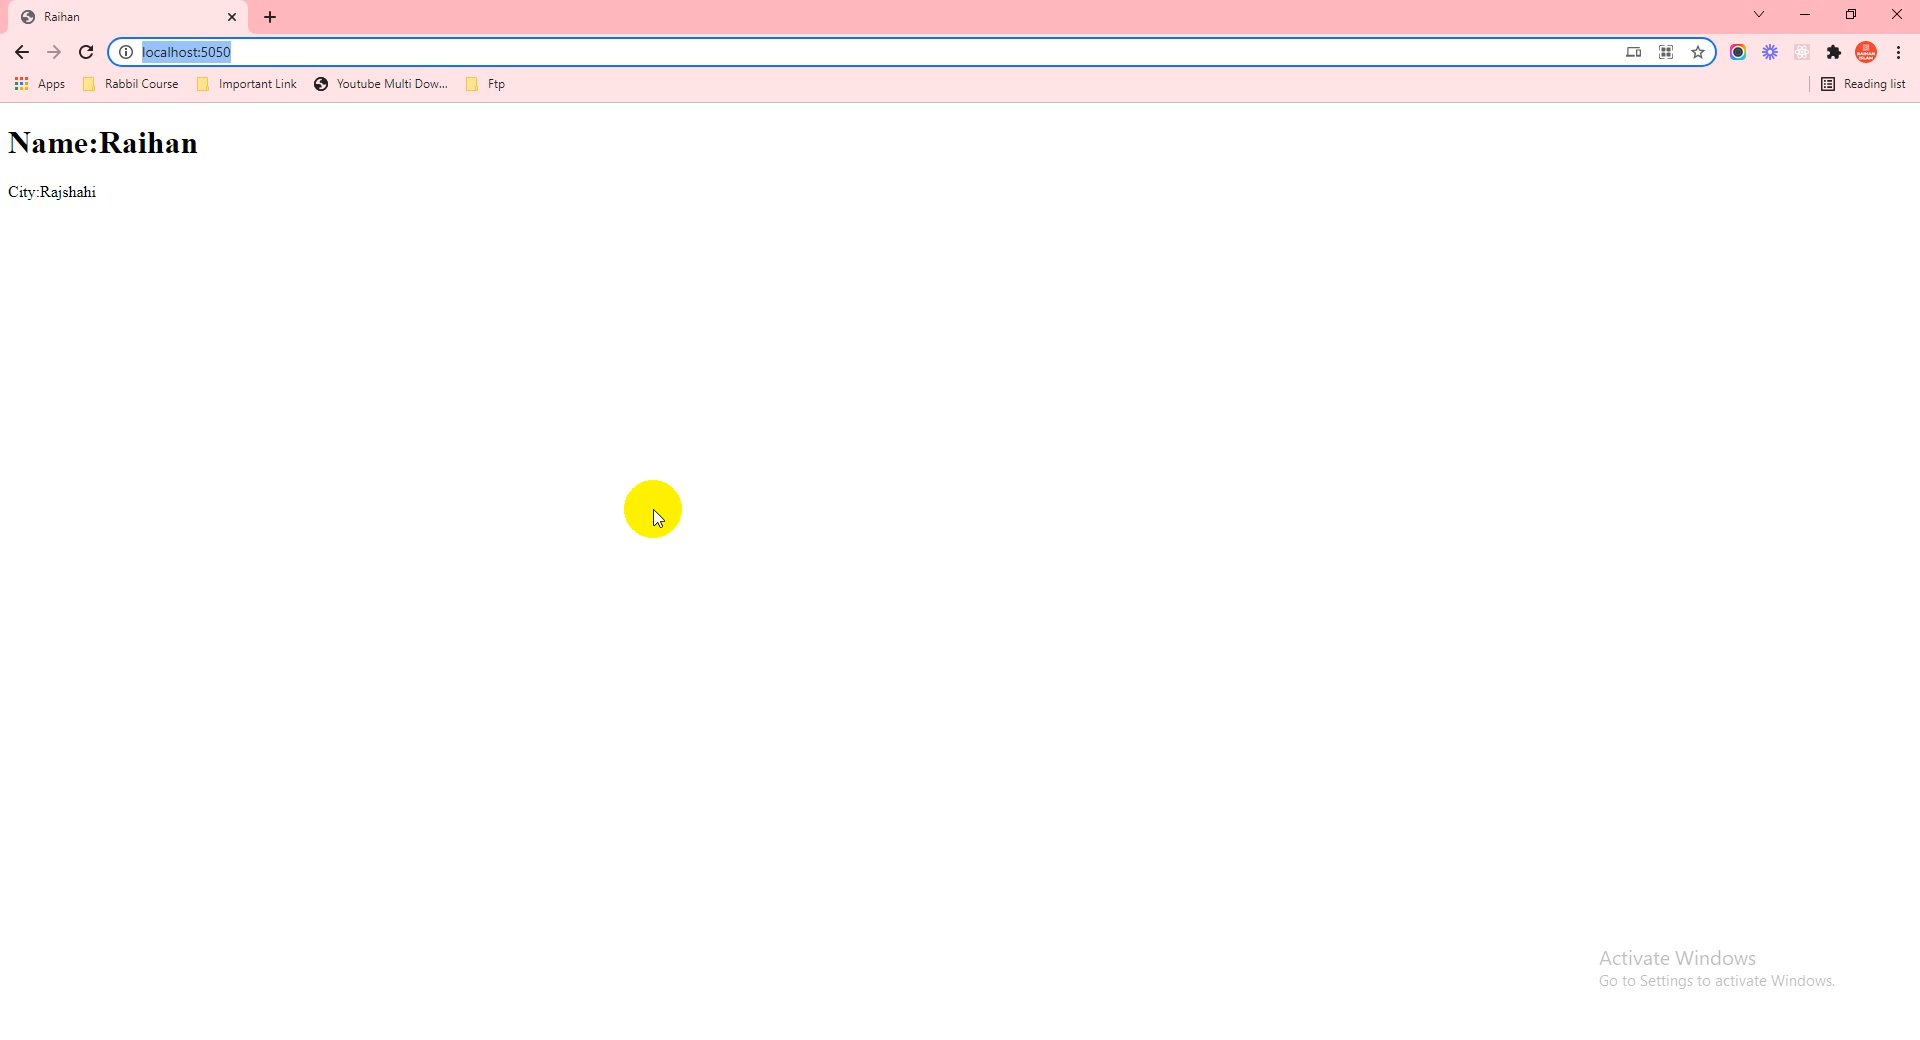 Raihan
localhost:5050
Apps Rabbil Course Important Link Youtube Multi Dow... Ftp Reading list
Name:Raihan
City:Rajshahi
Activate Windows
Go to Settings to activate Windows.